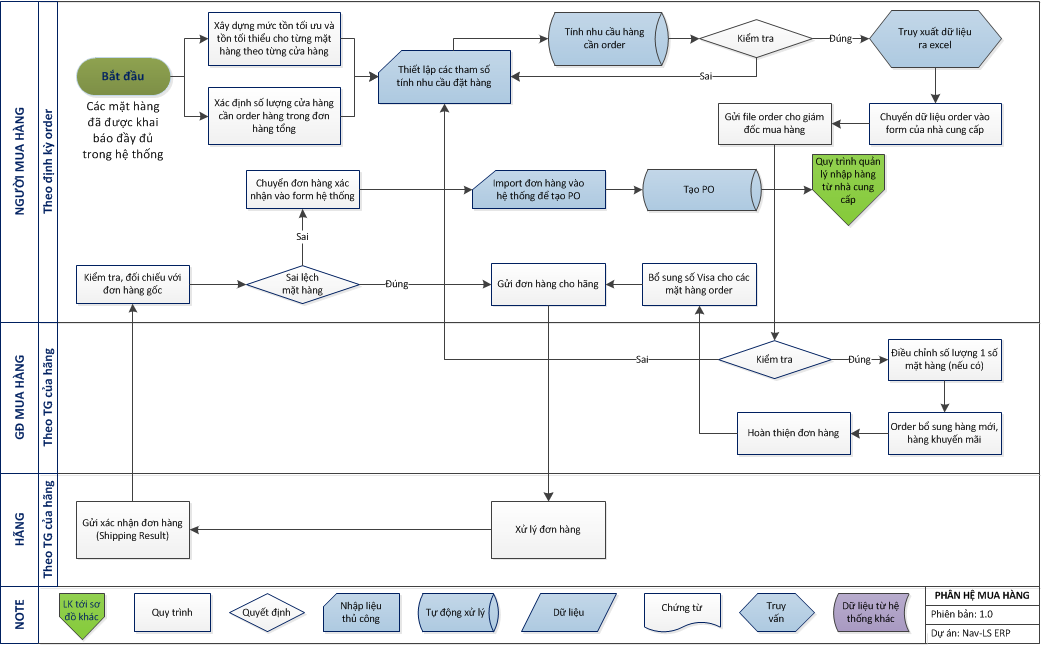 NGƯỜI MUA HÀNG
Theo định kỳ order
Bắt đầu
Các mặt hàng
đã được khai
báo đầy đủ
trong hệ thống
Xây dựng mức tồn tối ưu và
tồn tối thiểu cho từng mặt
hàng theo từng cửa hàng
Xác định số lượng cửa hàng
cần order hàng trong đơn
hàng tổng
Thiết lập các tham số
tính nhu cầu đặt hàng
Tính nhu cầu hàng
cần order
Kiểm tra
Đúng
Sai
Truy xuất dữ liệu
ra excel
Chuyển dữ liệu order vào
form của nhà cung cấp
Gửi file order cho giám
đốc mua hàng
Chuyển đơn hàng xác
nhận vào form hệ thống
Import đơn hàng vào
hệ thống để tạo PO
Tạo PO
Quy trình quản
lý nhập hàng
từ nhà cung
cấp
Sai
Kiểm tra, đối chiếu với
đơn hàng gốc
Sai lệch
mặt hàng
Đúng
Gửi đơn hàng cho hãng
Bổ sung số Visa cho các
mặt hàng order
GĐ MUA HÀNG
Theo TG của hãng
Sai
Kiểm tra
Đúng
Điều chỉnh số lượng 1 số
mặt hàng (nếu có)
Hoàn thiện đơn hàng
Order bổ sung hàng mới,
hàng khuyến mãi
HÃNG
Theo TG của hãng
Gửi xác nhận đơn hàng
(Shipping Result)
Xử lý đơn hàng
NOTE
LK tới sơ
đồ khác
Quy trình
Quyết định
Nhập liệu
thủ công
Tự động xử lý
Dữ liệu
Chứng từ
Truy
vấn
Dữ liệu từ hệ
thống khác
PHÂN HỆ MUA HÀNG
Phiên bản: 1.0
Dự án: Nav-LS ERP